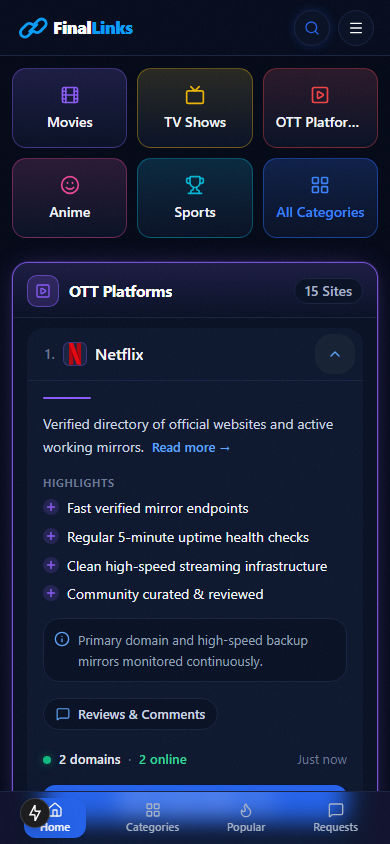 FinalLinks
Movies
TV Shows
OTT Platfor...
Anime
Sports
All Categories
OTT Platforms
15 Sites
1. Netflix
Verified directory of official websites and active
working mirrors. Read more →
HIGHLIGHTS
Fast verified mirror endpoints
Regular 5-minute uptime health checks
Clean high-speed streaming infrastructure
Community curated & reviewed
Primary domain and high-speed backup
mirrors monitored continuously.
Reviews & Comments
2 domains · 2 online
Just now
Home
Categories
Popular
Requests